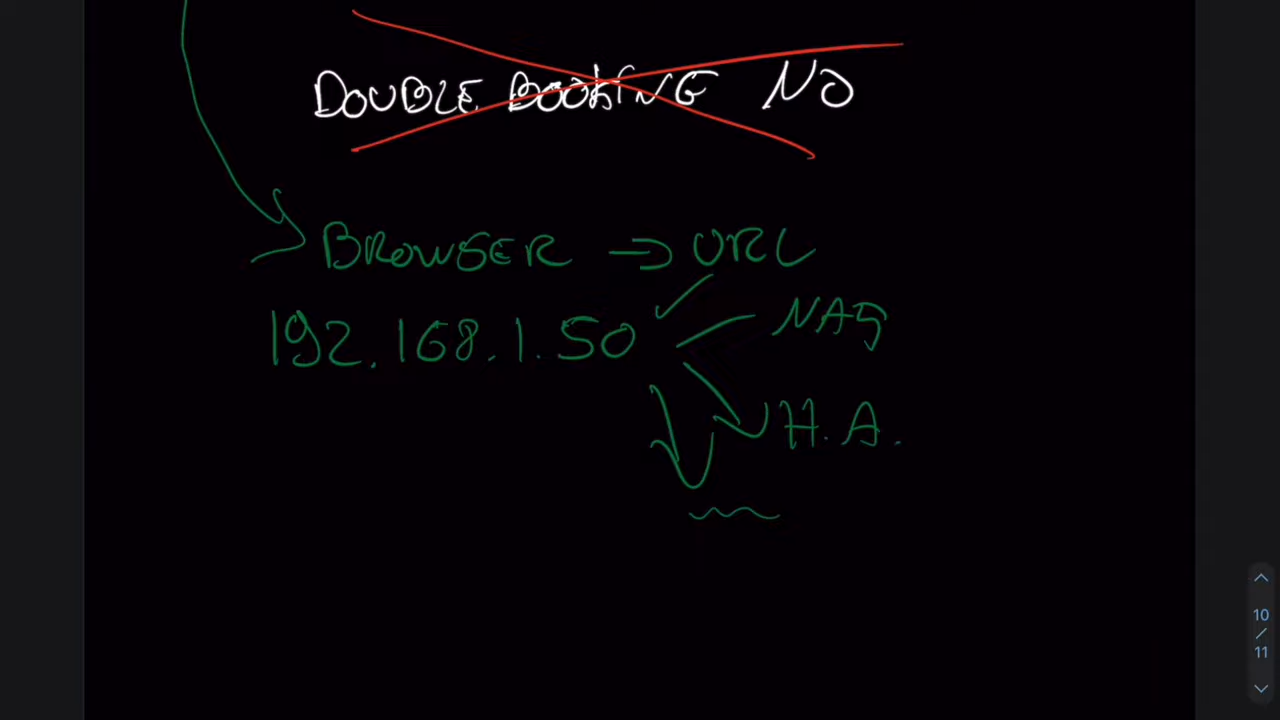 DOUBLE BOOKING NO
BROWSER → URL
192.168.1.50
NAS
H.A.
10
/
11